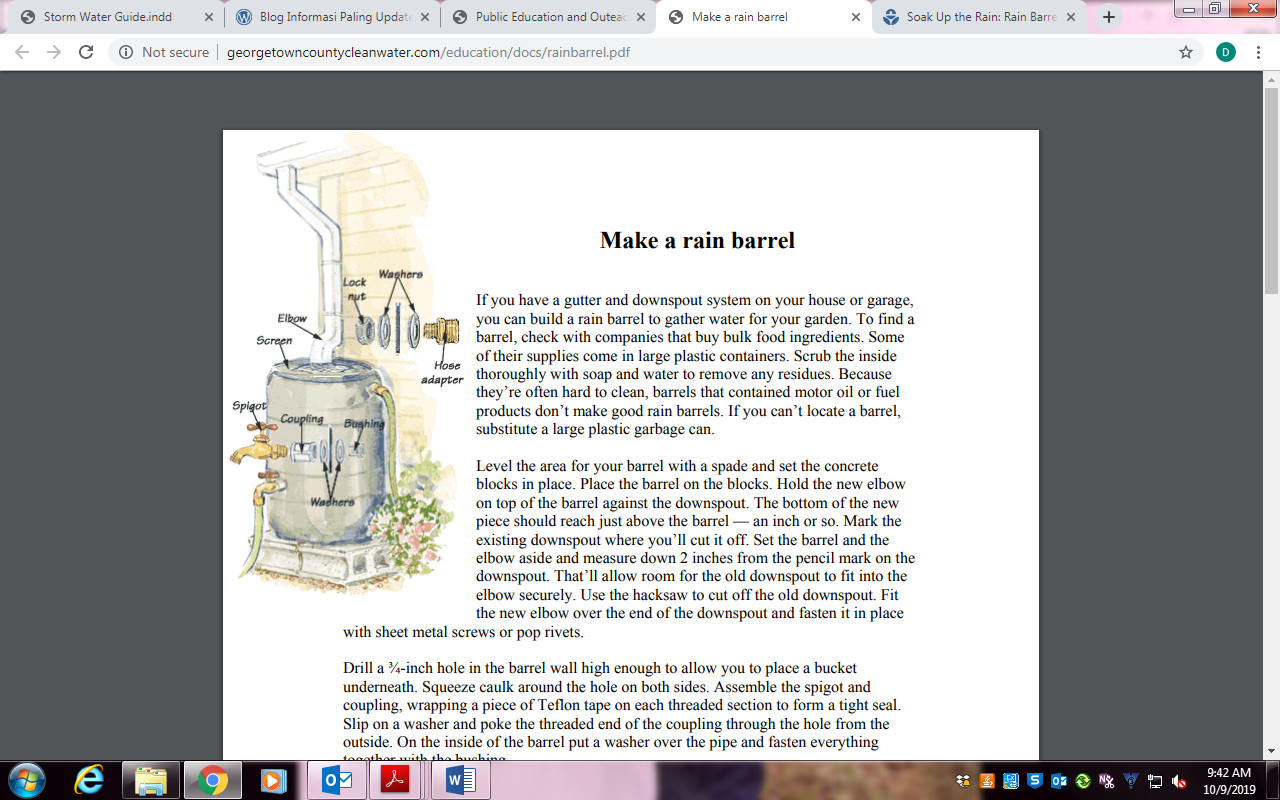 Storm Water Guide.indd
Blog Informasi Paling Update
Public Education and Outeac
Make a rain barrel
Soak Up the Rain: Rain Barre
Not secure
georgetowncountycleanwater.com/education/docs/rainbarrel.pdf
D
Make a rain barrel
Lock nut
Washers
Elbow
Screen
Hose adapter
Spigot
Coupling
Bushing
Washers
If you have a gutter and downspout system on your house or garage,
you can build a rain barrel to gather water for your garden. To find a
barrel, check with companies that buy bulk food ingredients. Some
of their supplies come in large plastic containers. Scrub the inside
thoroughly with soap and water to remove any residues. Because
they're often hard to clean, barrels that contained motor oil or fuel
products don't make good rain barrels. If you can't locate a barrel,
substitute a large plastic garbage can.
Level the area for your barrel with a spade and set the concrete
blocks in place. Place the barrel on the blocks. Hold the new elbow
on top of the barrel against the downspout. The bottom of the new
piece should reach just above the barrel — an inch or so. Mark the
existing downspout where you'll cut it off. Set the barrel and the
elbow aside and measure down 2 inches from the pencil mark on the
downspout. That'll allow room for the old downspout to fit into the
elbow securely. Use the hacksaw to cut off the old downspout. Fit
the new elbow over the end of the downspout and fasten it in place
with sheet metal screws or pop rivets.
Drill a ¾-inch hole in the barrel wall high enough to allow you to place a bucket
underneath. Squeeze caulk around the hole on both sides. Assemble the spigot and
coupling, wrapping a piece of Teflon tape on each threaded section to form a tight seal.
Slip on a washer and poke the threaded end of the coupling through the hole from the
outside. On the inside of the barrel put a washer over the pipe and fasten everything
together with the bushing.
9:42 AM
10/9/2019